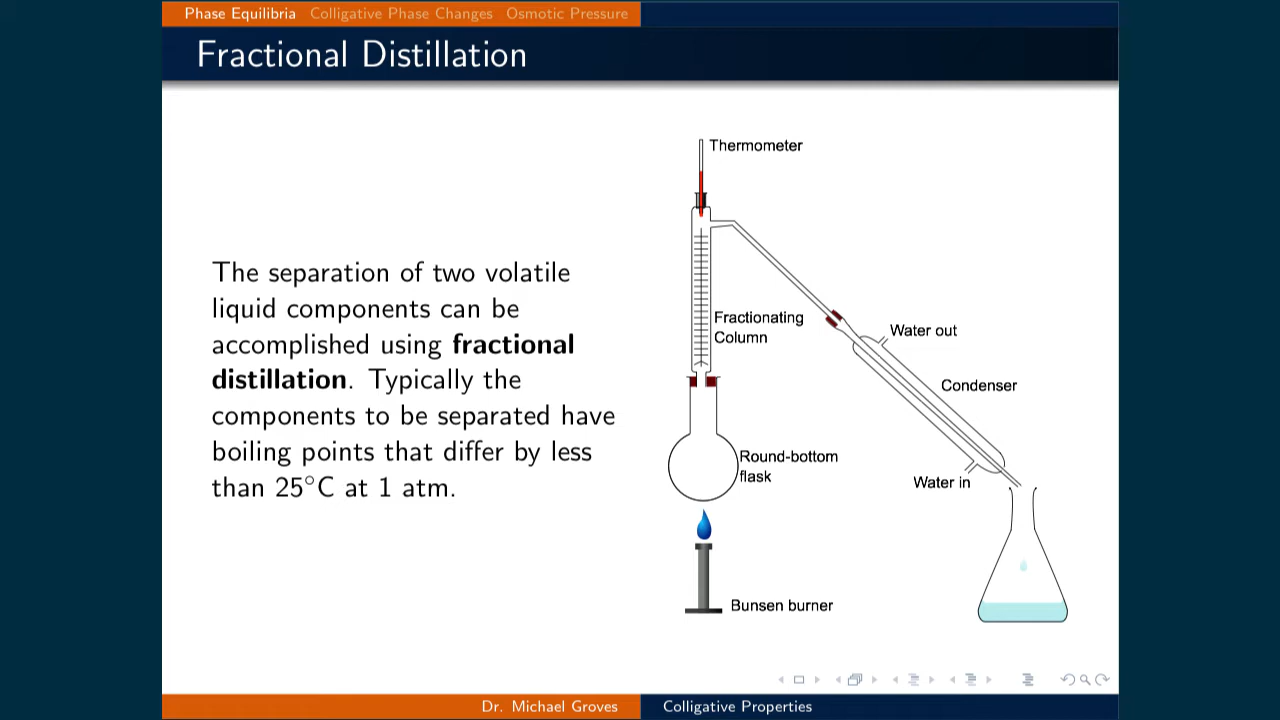 Phase Equilibria Colligative Phase Changes Osmotic Pressure
Fractional Distillation
The separation of two volatile
liquid components can be
accomplished using fractional
distillation. Typically the
components to be separated have
boiling points that differ by less
than 25°C at 1 atm.
Thermometer
Fractionating
Column
Water out
Condenser
Round-bottom
flask
Water in
Bunsen burner
Dr. Michael Groves Colligative Properties